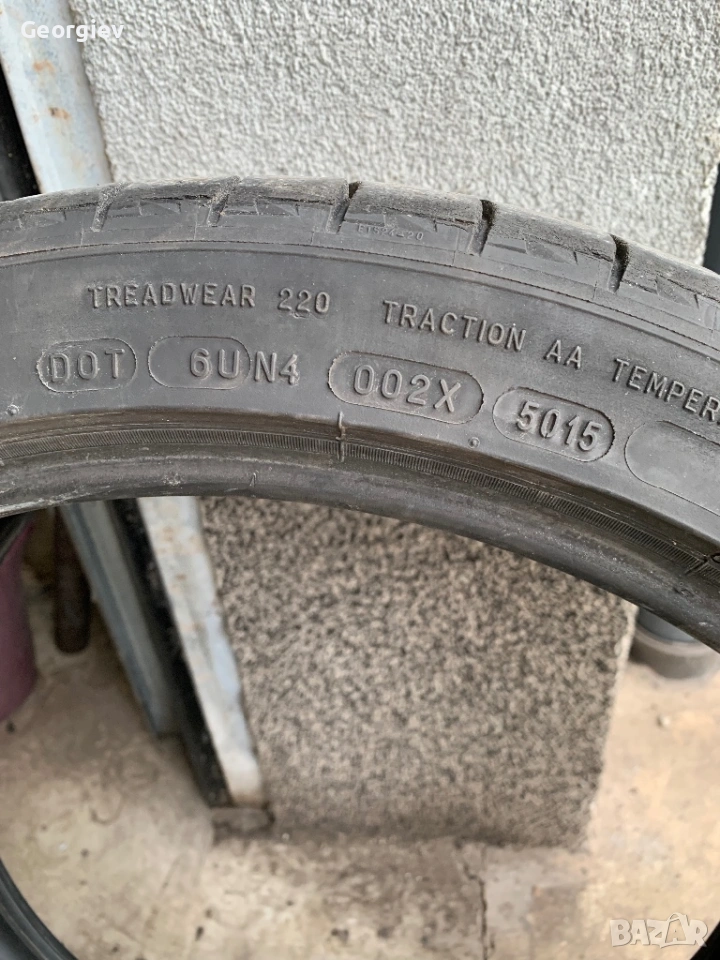 Georgiev
TREADWEAR 220 TRACTION AA TEMPER
DOT 6UN4 002X 5015
BAZAR